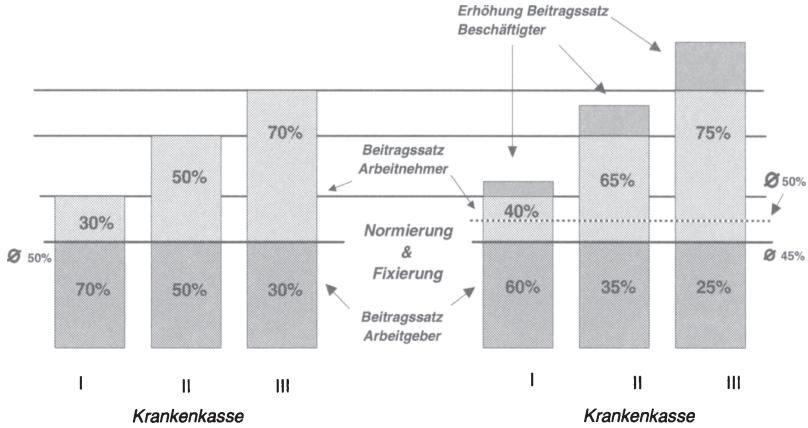 Erhöhung Beitragssatz
Beschäftigter
70%
75%
Beitragssatz
Arbeitnehmer
50%
65%
Ø 50%
30%
40%
Normierung
&
Fixierung
Ø 50%
Ø 45%
70%
50%
30%
60%
35%
25%
Beitragssatz
Arbeitgeber
I
II
III
I
II
III
Krankenkasse
Krankenkasse